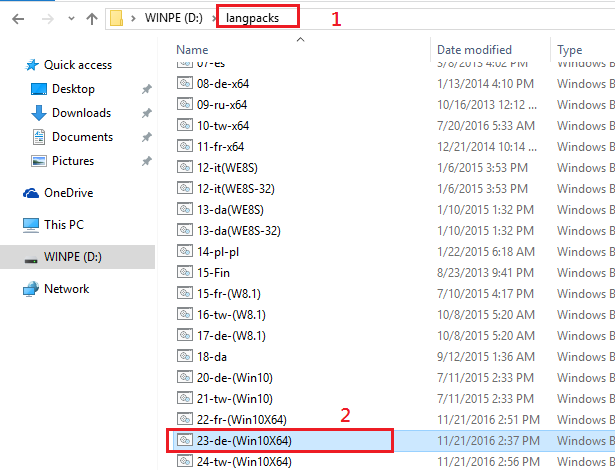 WINPE (D:) > langpacks 1
Name Date modified Type
Quick access
Desktop
Downloads
Documents
Pictures
OneDrive
This PC
WINPE (D:)
Network
07-es 5/8/2015 4:02 PM Windows B
08-de-x64 1/13/2014 4:10 PM Windows B
09-ru-x64 10/16/2013 12:12 ... Windows B
10-tw-x64 7/20/2016 5:33 AM Windows B
11-fr-x64 12/21/2014 10:14 ... Windows B
12-it(WE8S) 1/6/2015 3:53 PM Windows B
12-it(WE8S-32) 1/6/2015 3:53 PM Windows B
13-da(WE8S) 1/10/2015 1:32 PM Windows B
13-da(WE8S-32) 1/10/2015 1:32 PM Windows B
14-pl-pl 1/22/2015 6:18 AM Windows B
15-Fin 8/23/2013 9:41 PM Windows B
15-fr-(W8.1) 7/10/2015 4:17 PM Windows B
16-tw-(W8.1) 10/8/2015 5:20 AM Windows B
17-de-(W8.1) 10/8/2015 5:20 AM Windows B
18-da 9/12/2015 1:36 AM Windows B
20-de-(Win10) 7/11/2015 2:33 PM Windows B
21-tw-(Win10) 7/11/2015 2:33 PM Windows B
22-fr-(Win10X64) 11/21/2016 2:51 PM Windows B
2
23-de-(Win10X64) 11/21/2016 2:37 PM Windows B
24-tw-(Win10X64) 11/21/2016 2:56 PM Windows B